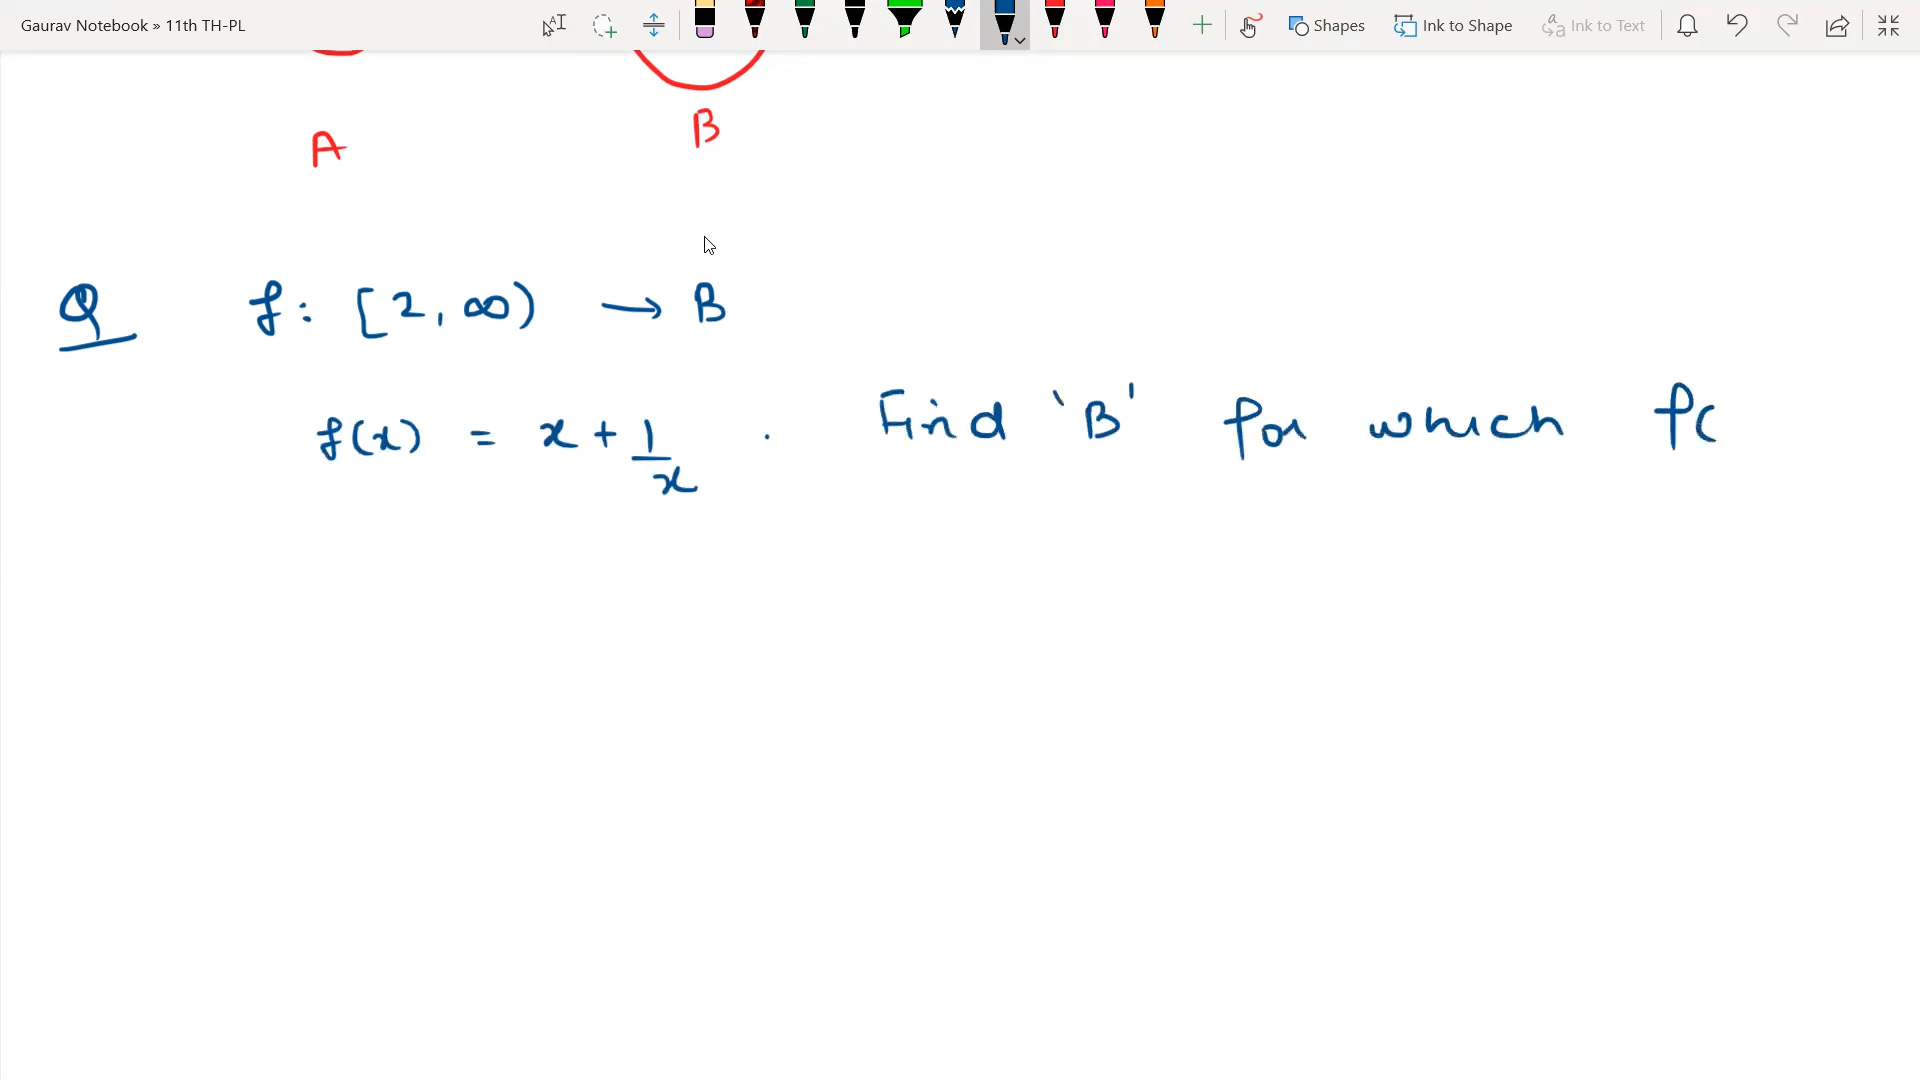 Gaurav Notebook » 11th TH-PL
Shapes Ink to Shape Ink to Text
A
B
Q f: [2, ∞) → B
f(x) = x + 1/x . Find 'B' for which f(